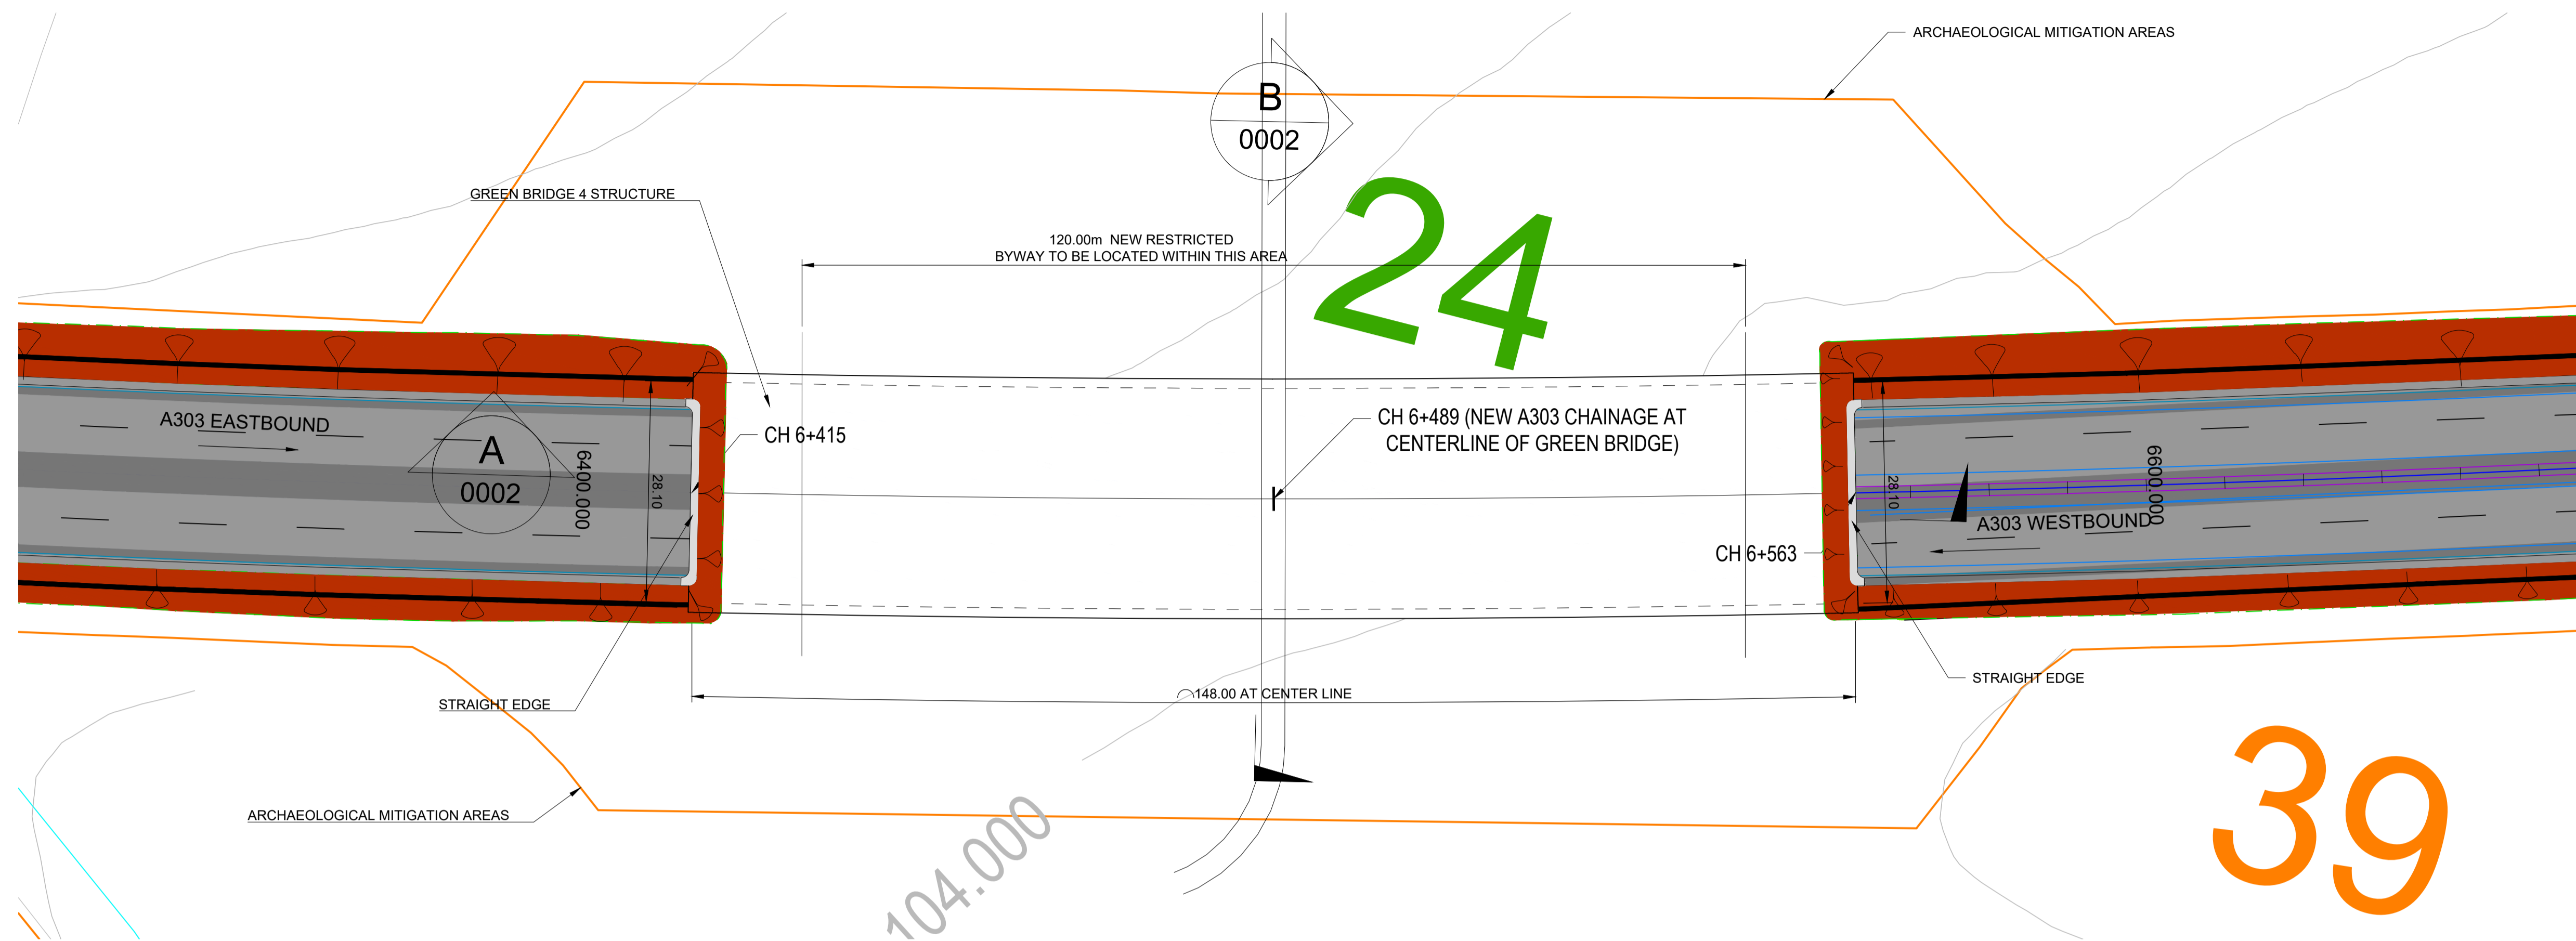 ARCHAEOLOGICAL MITIGATION AREAS
B
0002
GREEN BRIDGE 4 STRUCTURE
24
120.00m NEW RESTRICTED
BYWAY TO BE LOCATED WITHIN THIS AREA
A303 EASTBOUND
A
0002
6400.000
28.10
CH 6+415
CH 6+489 (NEW A303 CHAINAGE AT
CENTERLINE OF GREEN BRIDGE)
CH 6+563
28.10
A303 WESTBOUND
6600.000
STRAIGHT EDGE
148.00 AT CENTER LINE
STRAIGHT EDGE
ARCHAEOLOGICAL MITIGATION AREAS
104.000
39